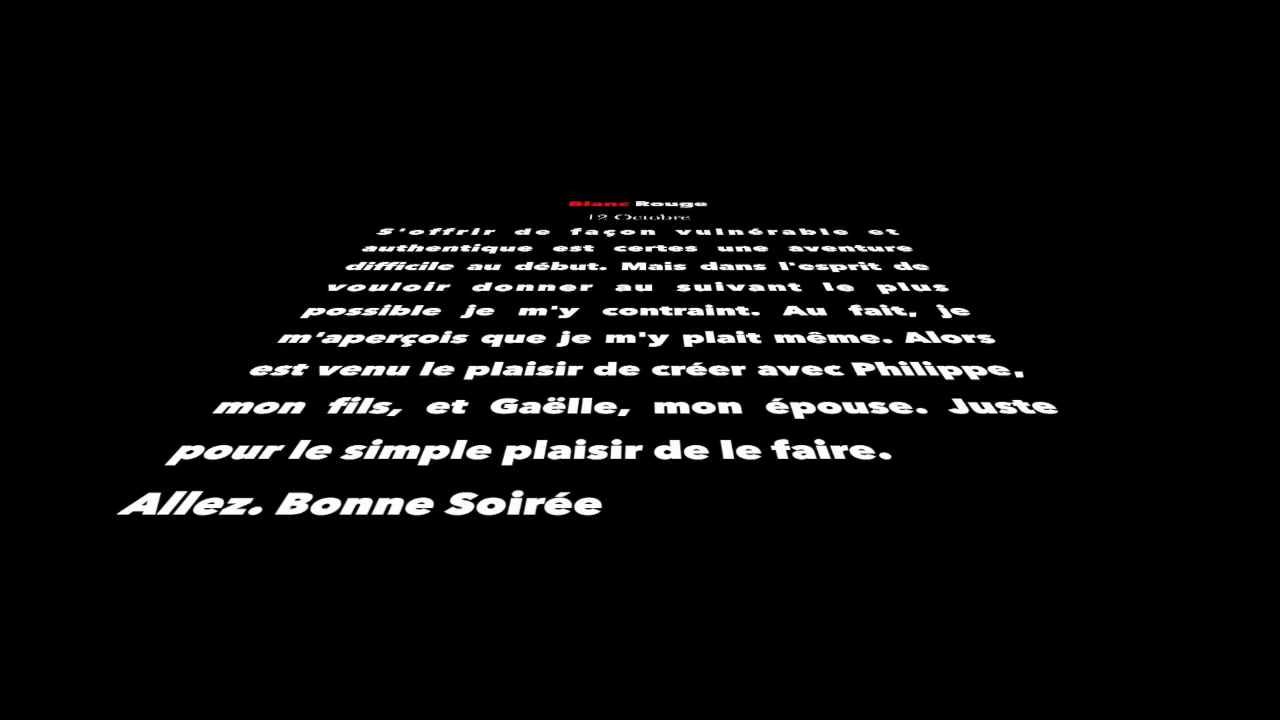 Blanc Rouge
12 Octobre
S'offrir de façon vulnérable et
authentique est certes une aventure
difficile au début. Mais dans l'esprit de
vouloir donner au suivant le plus
possible je m'y contraint. Au fait, je
m'aperçois que je m'y plait même. Alors
est venu le plaisir de créer avec Philippe,
mon fils, et Gaëlle, mon épouse. Juste
pour le simple plaisir de le faire.
Allez. Bonne Soirée